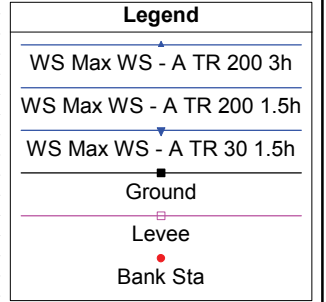 Legend
WS Max WS - A TR 200 3h
WS Max WS - A TR 200 1.5h
WS Max WS - A TR 30 1.5h
Ground
Levee
Bank Sta